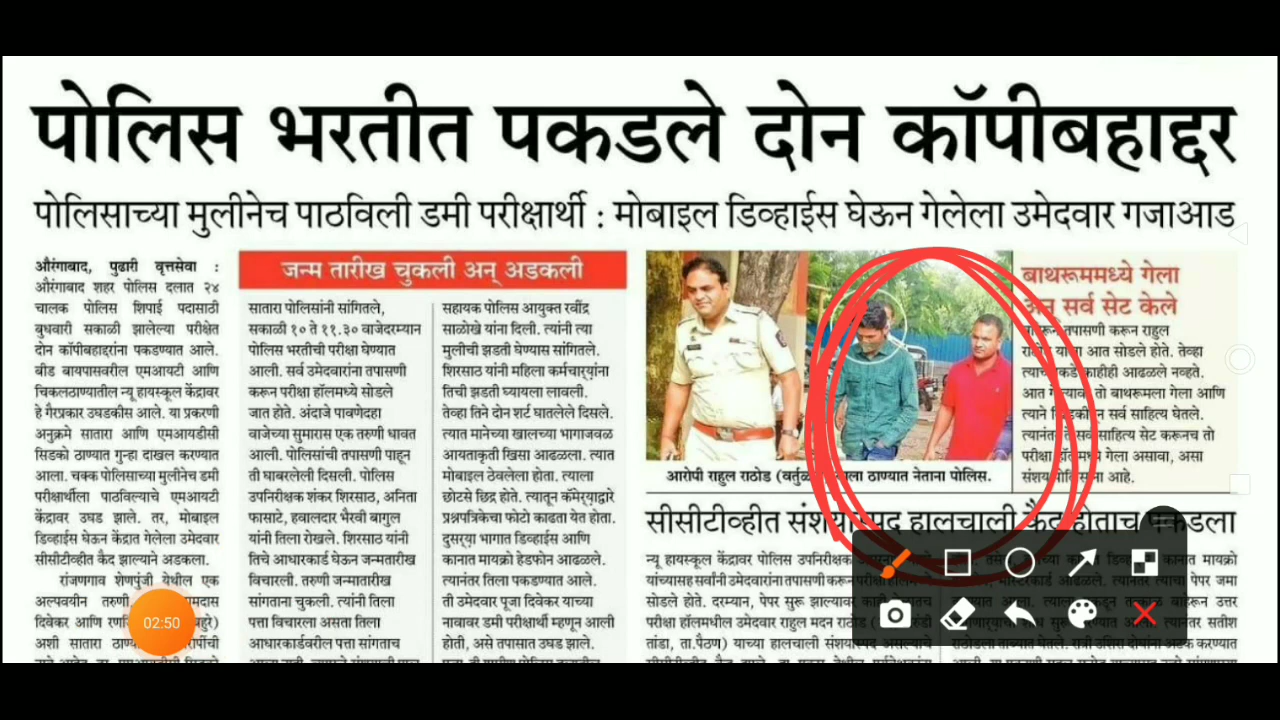 पोलिस भरतीत पकडले दोन कॉपीबहाद्दर
पोलिसाच्या मुलीनेच पाठविली डमी परीक्षार्थी : मोबाइल डिव्हाईस घेऊन गेलेला उमेदवार गजाआड
औरंगाबाद, पुढारी वृत्तसेवा :
औरंगाबाद शहर पोलिस दलात २४
चालक पोलिस शिपाई पदासाठी
बुधवारी सकाळी झालेल्या परीक्षेत
दोन कॉपीबहाद्दरांना पकडण्यात आले.
बीड बायपासवरील एमआयटी आणि
चिकलठाण्यातील न्यू हायस्कूल केंद्रावर
हे गैरप्रकार उघडकीस आले. या प्रकरणी
अनुक्रमे सातारा आणि एमआयडीसी
सिडको ठाण्यात गुन्हा दाखल करण्यात
आला. चक्क पोलिसाच्या मुलीनेच डमी
परीक्षार्थीला पाठविल्याचे एमआयटी
केंद्रावर उघड झाले. तर, मोबाइल
डिव्हाईस घेऊन केंद्रात गेलेला उमेदवार
सीसीटीव्हीत कैद झाल्याने अडकला.
रांजणगाव शेणपुंजी येथील एक
अल्पवयीन तरुणी
दिवेकर आणि
अशी सातारा
02:50
जन्म तारीख चुकली अन् अडकली
सातारा पोलिसांनी सांगितले,
सकाळी १० ते ११.३० वाजेदरम्यान
पोलिस भरतीची परीक्षा घेण्यात
आली. सर्व उमेदवारांना तपासणी
करून परीक्षा हॉलमध्ये सोडले
जात होते. अंदाजे पावणेदहा
वाजेच्या सुमारास एक तरुणी धावत
आली. पोलिसांची तपासणी पाहून
ती घाबरलेली दिसली. पोलिस
उपनिरीक्षक शंकर शिरसाठ, अनिता
फासाटे, हवालदार भैरवी बागुल
यांनी तिला रोखले. शिरसाठ यांनी
तिचे आधारकार्ड घेऊन जन्मतारीख
विचारली. तरुणी जन्मातारीख
सांगताना चुकली. त्यांनी तिला
पत्ता विचारला असता तिला
आधारकार्डवरील पत्ता सांगताच
सहायक पोलिस आयुक्त रवींद्र
साळोखे यांना दिली. त्यांनी त्या
मुलीची झडती घेण्यास सांगितले.
शिरसाठ यांनी महिला कर्मचाऱ्यांना
तिची झडती घ्यायला लावली.
तेव्हा तिने दोन शर्ट घातलेले दिसले.
त्यात मानेच्या खालच्या भागाजवळ
आयताकृती खिसा आढळला. त्यात
मोबाइल ठेवलेला होता. त्याला
छोटसे छिद्र होते. त्यातून कॅमेऱ्याद्वारे
प्रश्नपत्रिकेचा फोटो काढता येत होता.
दुसऱ्या भागात डिव्हाईस आणि
कानात मायक्रो हेडफोन आढळले.
त्यानंतर तिला पकडण्यात आले.
ती उमेदवार पूजा दिवेकर याच्या
नावावर डमी परीक्षार्थी म्हणून आली
होती, असे तपासात उघड झाले.
आरोपी राहुल राठोड (वर्तुळ ला ठाण्यात नेताना पोलिस.
बाथरूममध्ये गेला
अन् सर्व सेट केले
तपासणी करून राहुल
याला आत सोडले होते. तेव्हा
काहीही आढळले नव्हते.
आत तो बाथरूमला गेला आणि
त्याने सर्व साहित्य घेतले.
त्यानंतर साहित्य सेट करूनच तो
परीक्षा गेला असावा, असा
संशय आहे.
सीसीटीव्हीत संशयास्पद हालचाली कैद होताच पकडला
न्यू हायस्कूल केंद्रावर पोलिस उपनिरीक्षक
यांच्यासह सर्वांनी उमेदवारांना तपासणी करून
सोडले होते. दरम्यान, पेपर सुरू झाल्यावर
परीक्षा हॉलमधील उमेदवार राहुल मदन राठोड
तांडा, ता.पैठण) याच्या हालचाली संशयास्पद